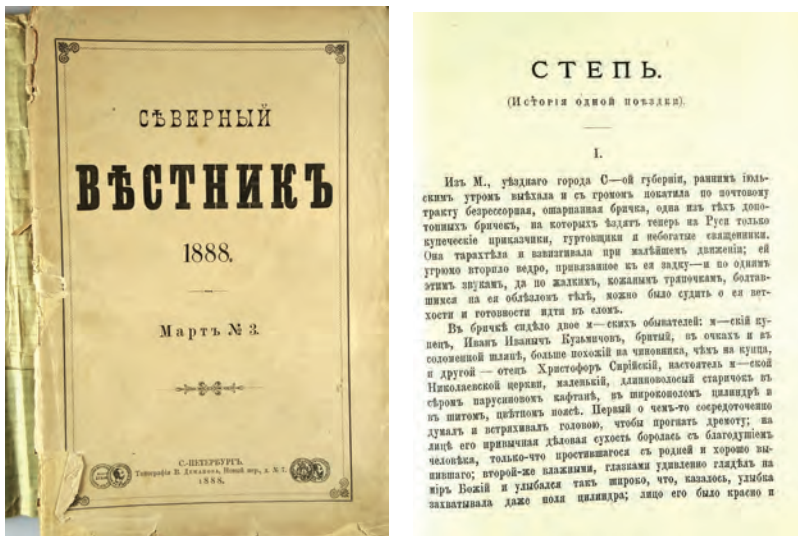 СѢВЕРНЫЙ
ВѢСТНИКЪ
1888.
Мартъ № 3.
С.-ПЕТЕРБУРГЪ.
Типографія В. Демакова, Новый пер., д. № 7.
1888.
СТЕПЬ.
(Исторія одной поѣздки).
I.
Изъ М., уѣзднаго города С—ой губерніи, раннимъ іюль-
скимъ утромъ выѣхала и съ громомъ покатила по почтовому
тракту безрессорная, ошарпанная бричка, одна изъ тѣхъ допо-
топныхъ бричекъ, на которыхъ ѣздятъ теперь на Руси только
купеческіе приказчики, гуртовщики и небогатые священники.
Она тарахтѣла и взвизгивала при малѣйшемъ движеніи; ей
угрюмо вторило ведро, привязанное къ ея задку—и по однимъ
этимъ звукамъ, да по жалкимъ, кожанымъ тряпочкамъ, болтав-
шимся на ея облѣзломъ тѣлѣ, можно было судить о ея вет-
хости и готовности идти въ сломъ.
Въ бричкѣ сидѣло двое м—скихъ обывателей: м—скій ку-
пецъ, Иванъ Иванычъ Кузьмичовъ, бритый, въ очкахъ и въ
соломенной шляпѣ, больше похожій на чиновника, чѣмъ на купца,
и другой — отецъ Христофоръ Сирійскій, настоятель м—ской
Николаевской церкви, маленькій, длинноволосый старичокъ въ
сѣромъ парусиновомъ кафтанѣ, въ широкополомъ цилиндрѣ и
въ шитомъ, цвѣтномъ поясѣ. Первый о чемъ-то сосредоточенно
думалъ и встряхивалъ головою, чтобы прогнать дремоту; на
лицѣ его привычная дѣловая сухость боролась съ благодушіемъ
человѣка, только-что простившагося съ родней и хорошо вы-
пившаго; второй-же влажными, глазками удивленно глядѣлъ на
міръ Божій и улыбался такъ широко, что, казалось, улыбка
захватывала даже поля цилиндра; лицо его было красно и